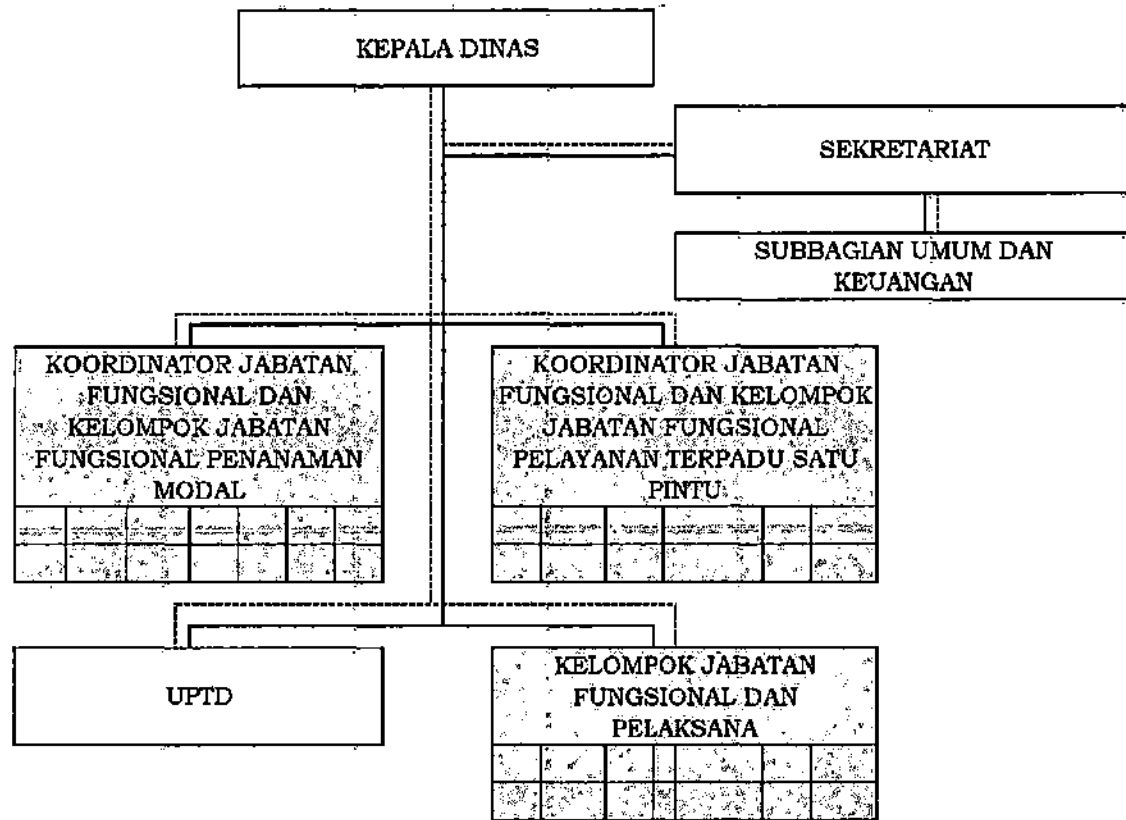 KEPALA DINAS
SEKRETARIAT
SUBBAGIAN UMUM DAN
KEUANGAN
KOORDINATOR JABATAN
FUNGSIONAL DAN
KELOMPOK JABATAN
FUNGSIONAL PENANAMAN
MODAL
KOORDINATOR JABATAN
FUNGSIONAL DAN KELOMPOK
JABATAN FUNGSIONAL
PELAYANAN TERPADU SATU
PINTU
UPTD
KELOMPOK JABATAN
FUNGSIONAL DAN
PELAKSANA